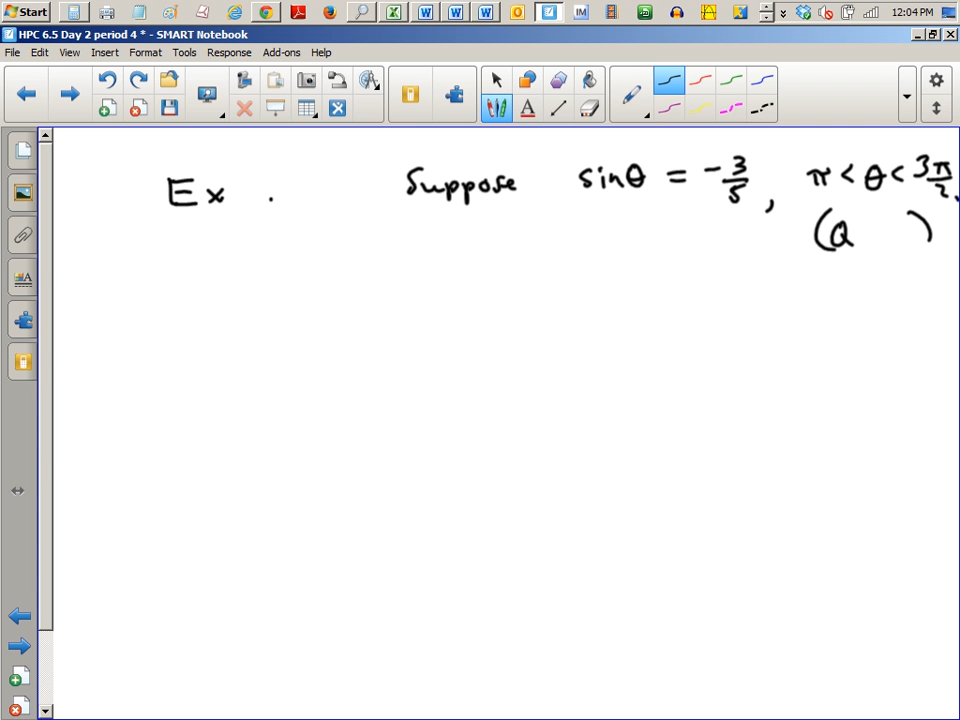 Start
12:04 PM
HPC 6.5 Day 2 period 4 * - SMART Notebook
File Edit View Insert Format Tools Response Help Add-ons
Ex . Suppose sinθ = -3/5, π < θ < 3π/2.
(Q )